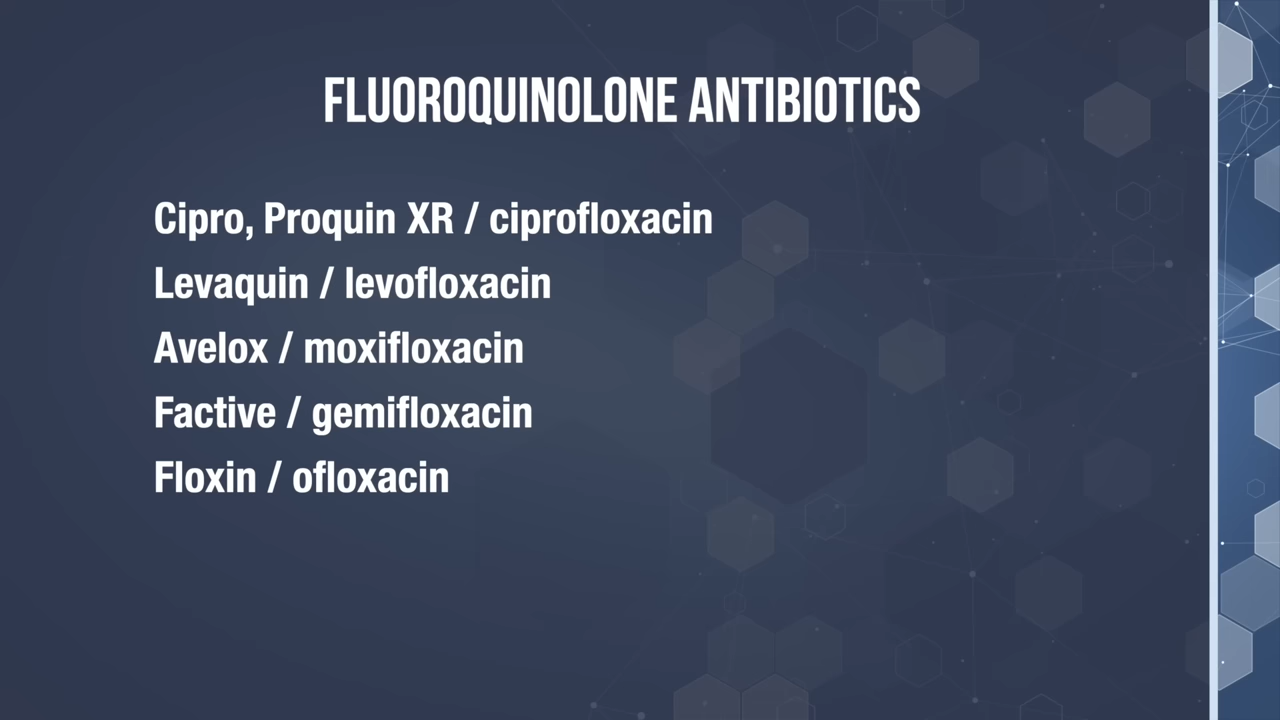 FLUOROQUINOLONE ANTIBIOTICS
Cipro, Proquin XR / ciprofloxacin
Levaquin / levofloxacin
Avelox / moxifloxacin
Factive / gemifloxacin
Floxin / ofloxacin